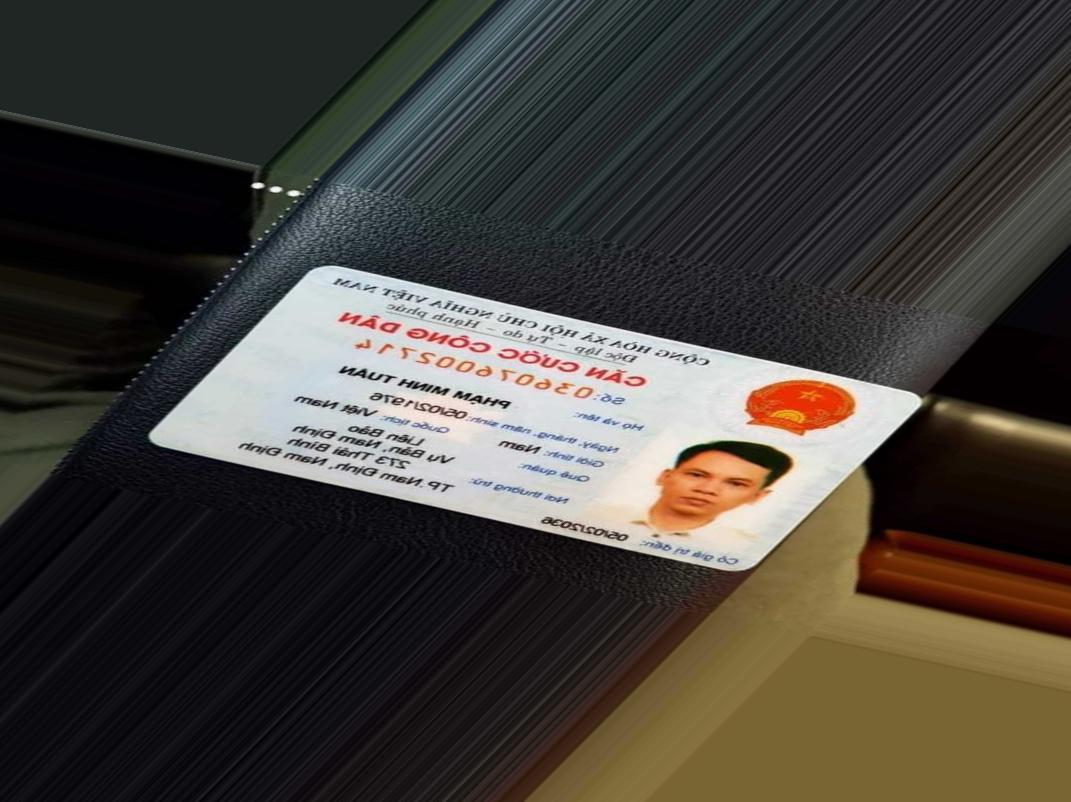 CỘNG HÒA XÃ HỘI CHỦ NGHĨA VIỆT NAM
Độc lập - Tự do - Hạnh phúc
CĂN CƯỚC CÔNG DÂN
Số: 036076002714
Họ và tên:
PHẠM MINH TUÂN
Ngày, tháng, năm sinh: 05/02/1976
Giới tính: Nam Quốc tịch: Việt Nam
Quê quán: Liên Bảo
Vụ Bản, Nam Định
Nơi thường trú: 273 Thái Bình
TP. Nam Định, Nam Định
Có giá trị đến: 05/02/2036